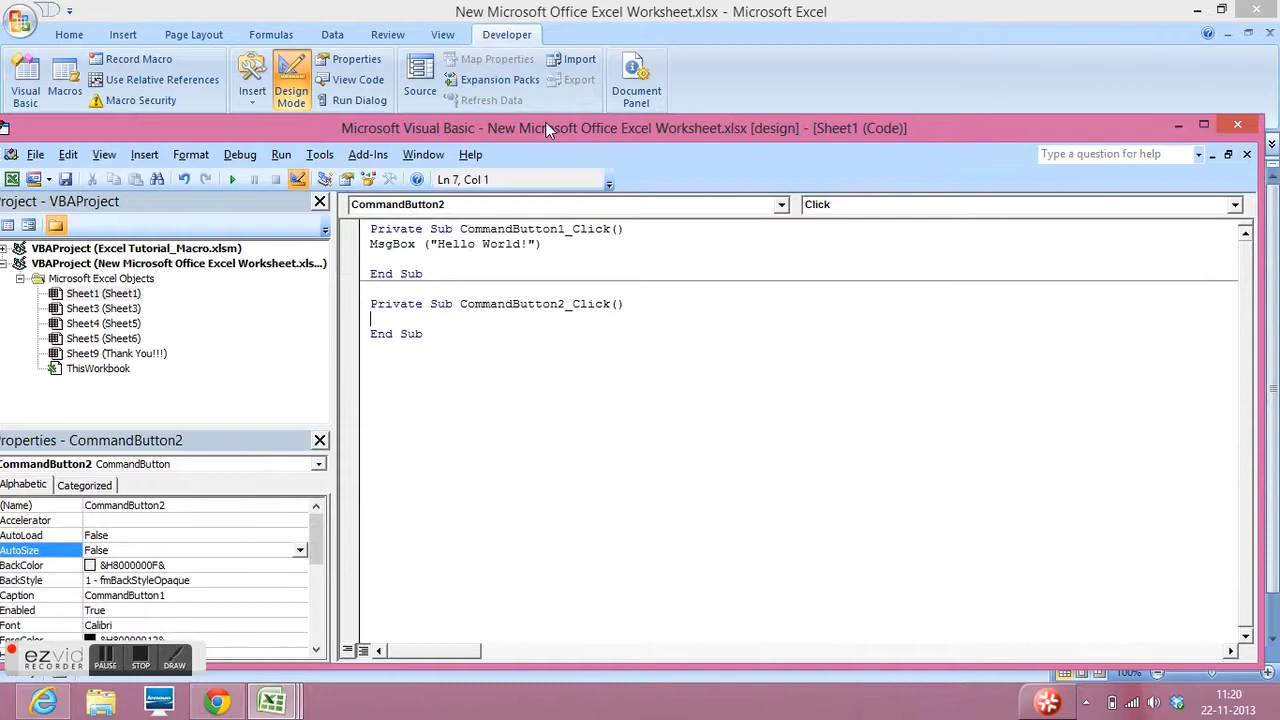 New Microsoft Office Excel Worksheet.xlsx - Microsoft Excel
Home Insert Page Layout Formulas Data Review View Developer
Visual Basic
Macros
Record Macro
Use Relative References
Macro Security
Insert
Design Mode
Properties
View Code
Run Dialog
Source
Map Properties
Expansion Packs
Refresh Data
Import
Export
Document Panel
Microsoft Visual Basic - New Microsoft Office Excel Worksheet.xlsx [design] - [Sheet1 (Code)]
File Edit View Insert Format Debug Run Tools Add-Ins Window Help
Type a question for help
Ln 7, Col 1
Project - VBAProject
VBAProject (Excel Tutorial_Macro.xlsm)
VBAProject (New Microsoft Office Excel Worksheet.xls...)
Microsoft Excel Objects
Sheet1 (Sheet1)
Sheet3 (Sheet3)
Sheet4 (Sheet5)
Sheet5 (Sheet6)
Sheet9 (Thank You!!!)
ThisWorkbook
CommandButton2
Click
Private Sub CommandButton1_Click()
MsgBox ("Hello World!")
End Sub
Private Sub CommandButton2_Click()
End Sub
Properties - CommandButton2
CommandButton2 CommandButton
Alphabetic Categorized
(Name) CommandButton2
Accelerator
AutoLoad False
AutoSize False
BackColor &H8000000F&
BackStyle 1 - fmBackStyleOpaque
Caption CommandButton1
Enabled True
Font Calibri
ForeColor &H80000012&
ezvid
RECORDER
PAUSE STOP DRAW
100%
11:20
22-11-2013